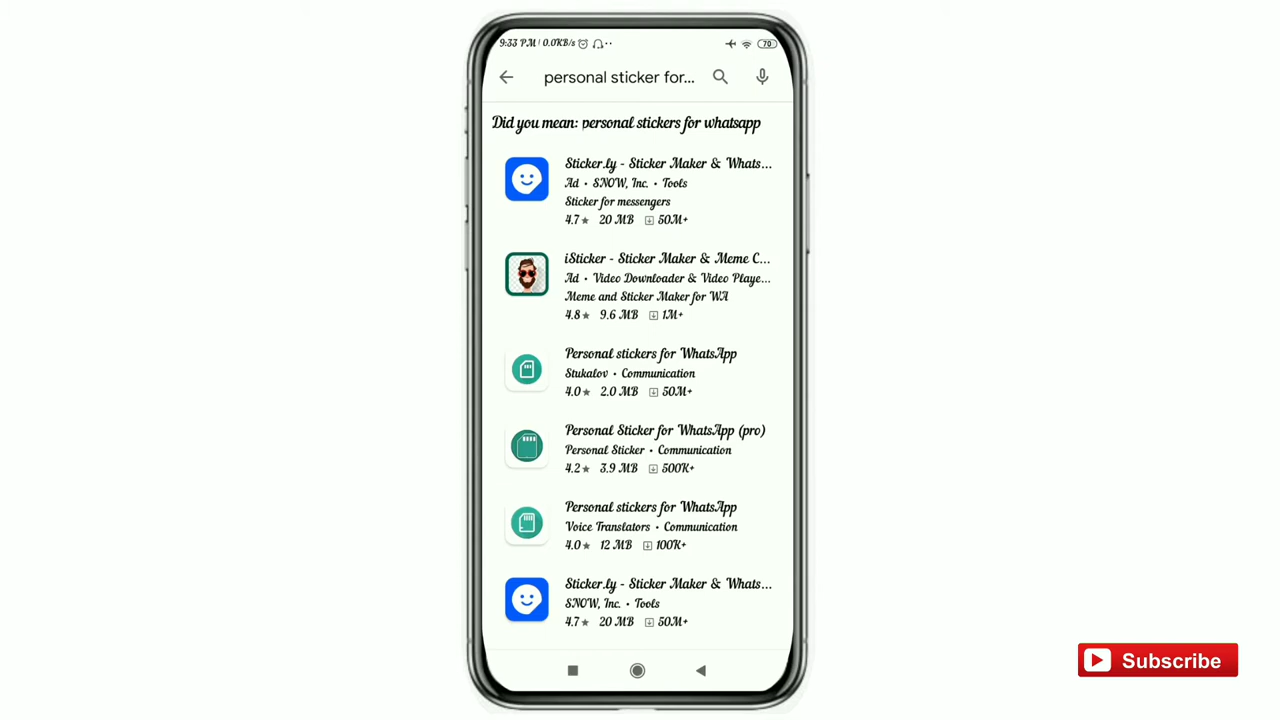 9:33 PM | 0.0KB/s ··
70
personal sticker for...
Did you mean: personal stickers for whatsapp
Sticker.ly - Sticker Maker & Whats...
Ad • SNOW, Inc. • Tools
Sticker for messengers
4.7★ 20 MB 50M+
iSticker - Sticker Maker & Meme C...
Ad • Video Downloader & Video Playe...
Meme and Sticker Maker for WA
4.8★ 9.6 MB 1M+
Personal stickers for WhatsApp
Stukalov • Communication
4.0★ 2.0 MB 50M+
Personal Sticker for WhatsApp (pro)
Personal Sticker • Communication
4.2★ 3.9 MB 500K+
Personal stickers for WhatsApp
Voice Translators • Communication
4.0★ 12 MB 100K+
Sticker.ly - Sticker Maker & Whats...
SNOW, Inc. • Tools
4.7★ 20 MB 50M+
Subscribe